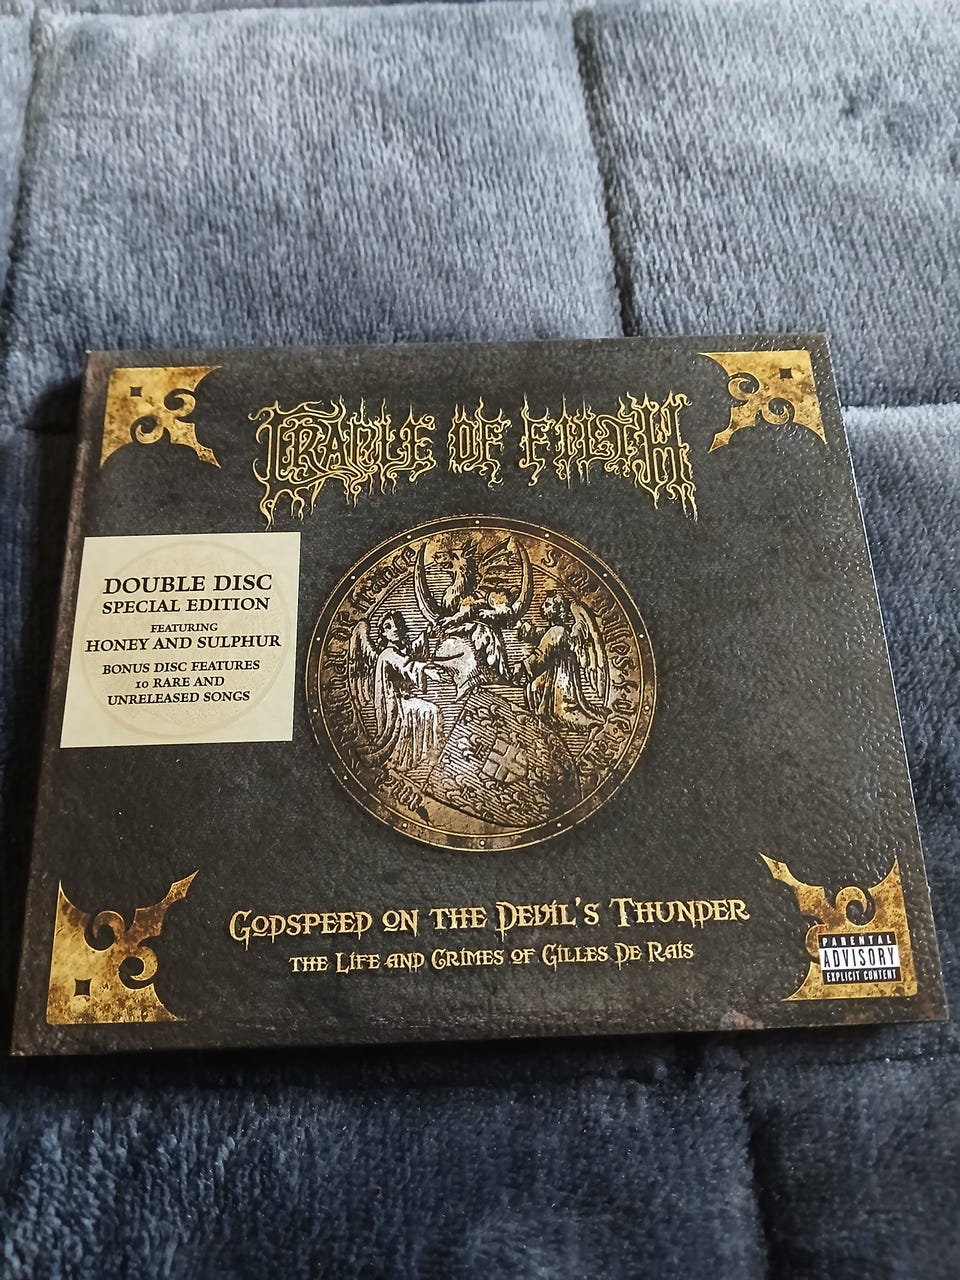 CRADLE OF FILTH
DOUBLE DISC
SPECIAL EDITION
FEATURING
HONEY AND SULPHUR
BONUS DISC FEATURES
10 RARE AND
UNRELEASED SONGS
GODSPEED ON THE DEVIL'S THUNDER
THE LIFE AND CRIMES OF GILLES DE RAIS
PARENTAL
ADVISORY
EXPLICIT CONTENT